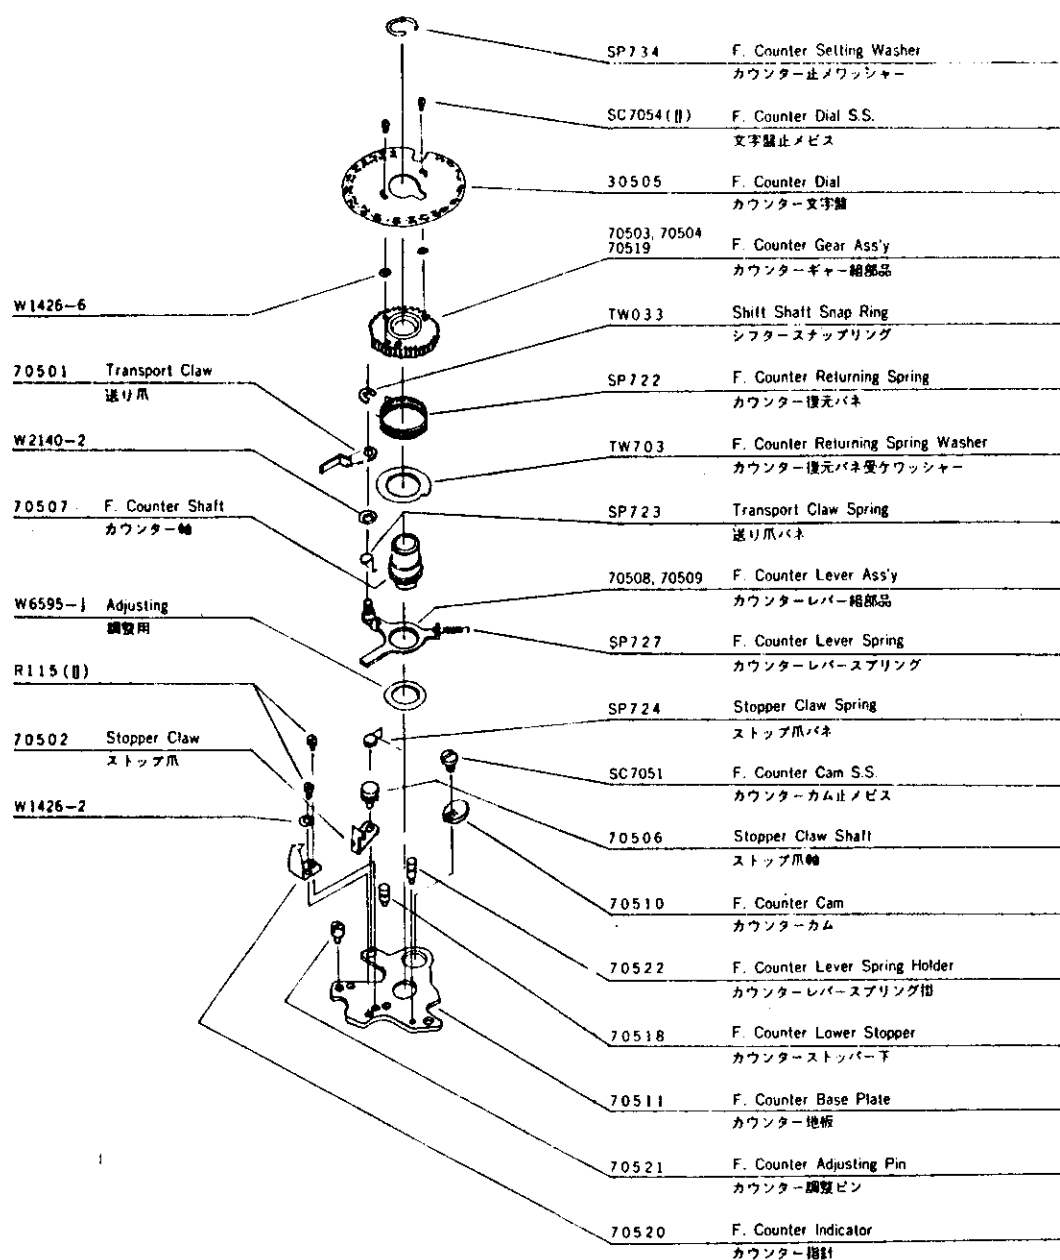 SP734 F. Counter Setting Washer
カウンター止メワッシャー
SC7054(II) F. Counter Dial S.S.
文字盤止メビス
30505 F. Counter Dial
カウンター文字盤
70503, 70504
70519 F. Counter Gear Ass'y
カウンターギャー組部品
TW033 Shift Shaft Snap Ring
シフタースナップリング
SP722 F. Counter Returning Spring
カウンター復元バネ
TW703 F. Counter Returning Spring Washer
カウンター復元バネ受ケワッシャー
SP723 Transport Claw Spring
送り爪バネ
70508, 70509 F. Counter Lever Ass'y
カウンターレバー組部品
SP727 F. Counter Lever Spring
カウンターレバースプリング
SP724 Stopper Claw Spring
ストップ爪バネ
SC7051 F. Counter Cam S.S.
カウンターカム止メビス
70506 Stopper Claw Shaft
ストップ爪軸
70510 F. Counter Cam
カウンターカム
70522 F. Counter Lever Spring Holder
カウンターレバースプリング掛
70518 F. Counter Lower Stopper
カウンターストッパー下
70511 F. Counter Base Plate
カウンター地板
70521 F. Counter Adjusting Pin
カウンター調整ピン
70520 F. Counter Indicator
カウンター指針
W1426-6
70501 Transport Claw
送り爪
W2140-2
70507 F. Counter Shaft
カウンター軸
W6595-1 Adjusting
調整用
R115(II)
70502 Stopper Claw
ストップ爪
W1426-2